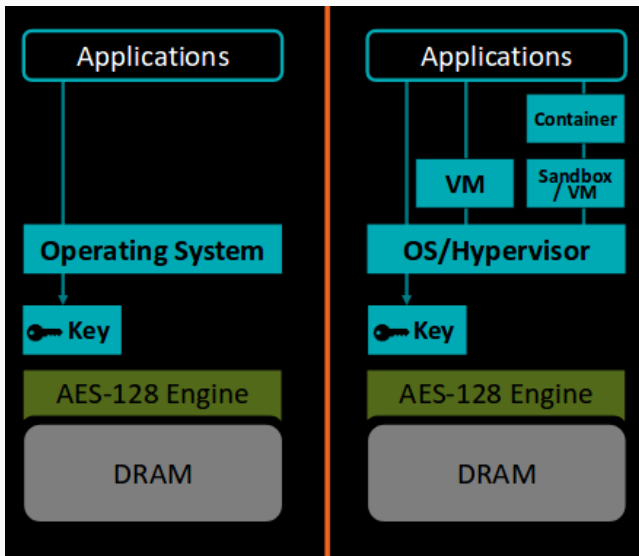 Applications
Operating System
Key
AES-128 Engine
DRAM
Applications
Container
VM
Sandbox
/ VM
OS/Hypervisor
Key
AES-128 Engine
DRAM